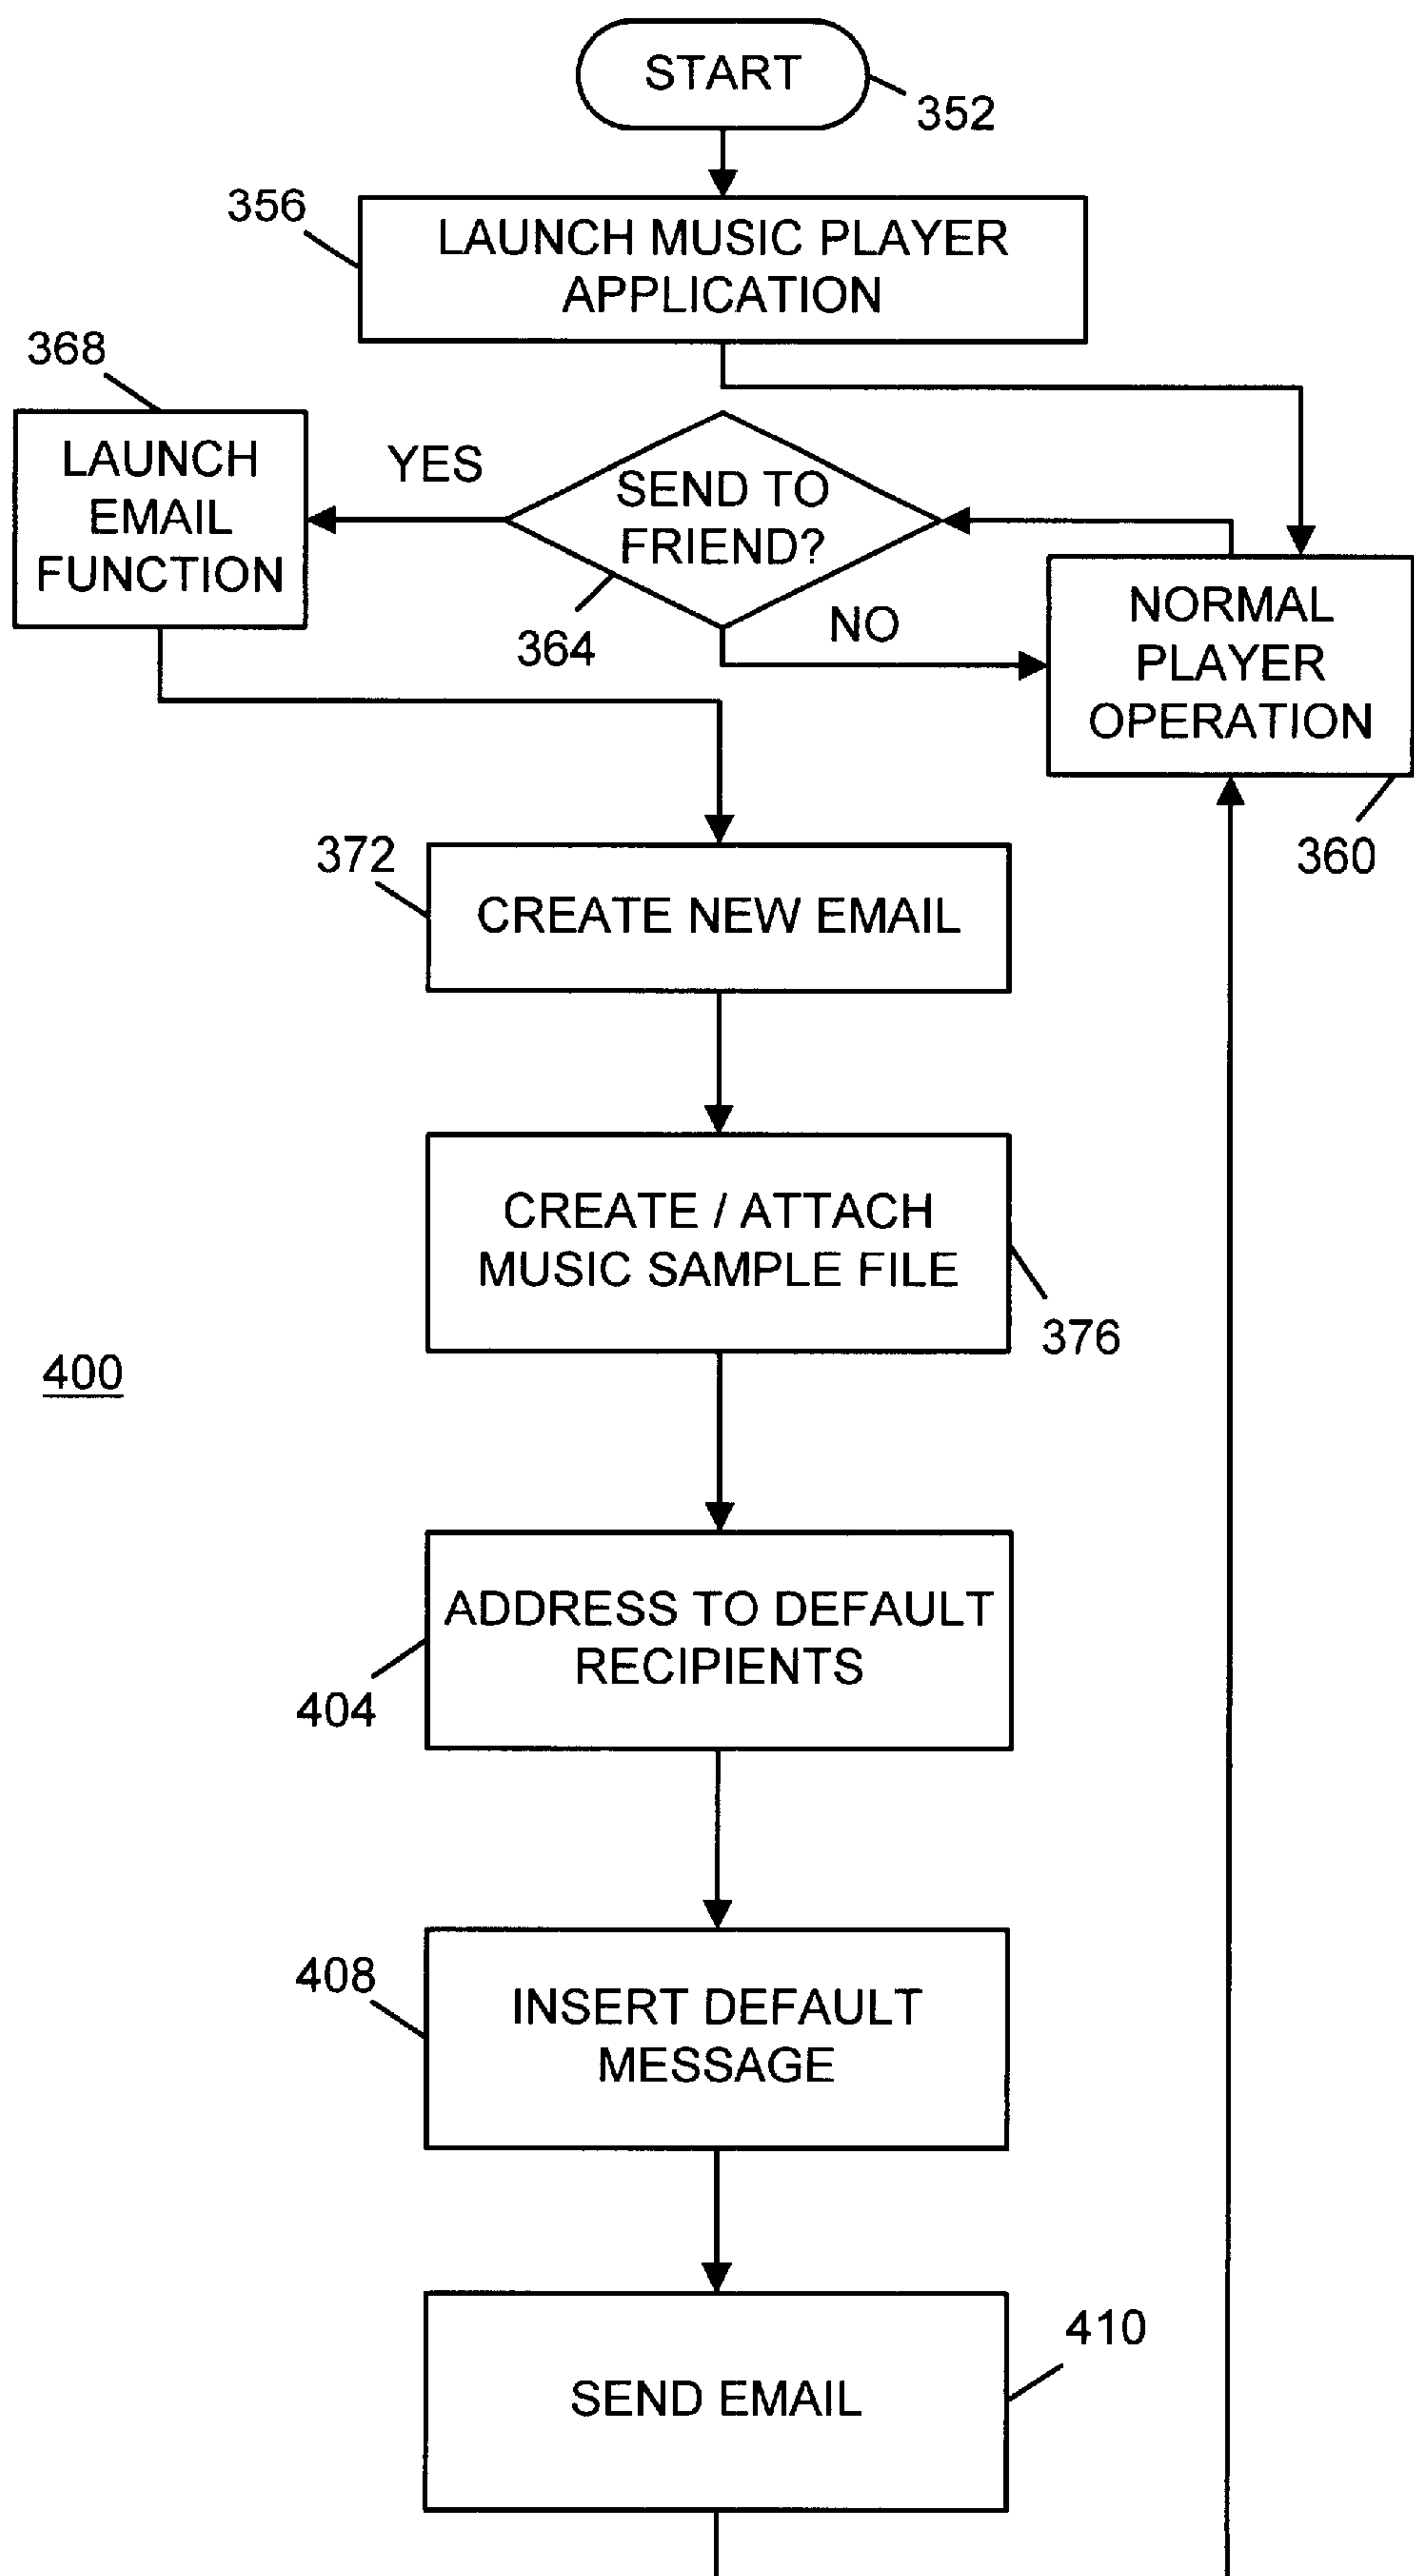 START
352
356
LAUNCH MUSIC PLAYER
APPLICATION
368
LAUNCH
EMAIL
FUNCTION
YES
SEND TO
FRIEND?
364
NO
NORMAL
PLAYER
OPERATION
360
372
CREATE NEW EMAIL
CREATE / ATTACH
MUSIC SAMPLE FILE
376
400
ADDRESS TO DEFAULT
RECIPIENTS
404
408
INSERT DEFAULT
MESSAGE
410
SEND EMAIL